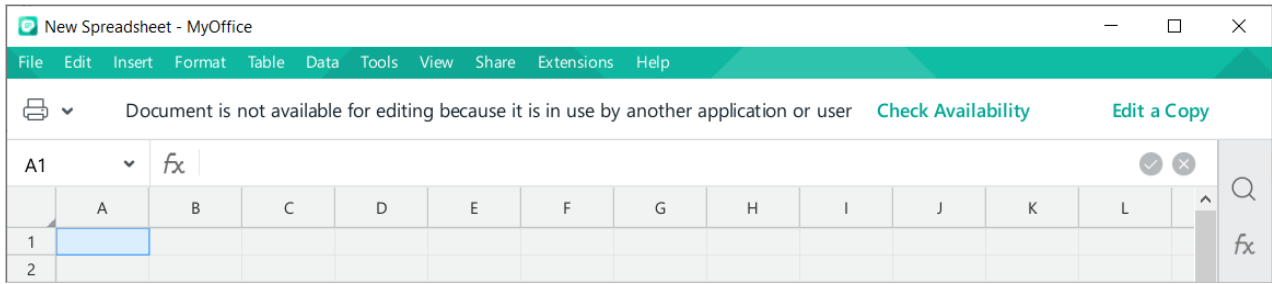 New Spreadsheet - MyOffice
File Edit Insert Format Table Data Tools View Share Extensions Help
Document is not available for editing because it is in use by another application or user Check Availability Edit a Copy
A1 fx
A B C D E F G H I J K L
1 fx
2